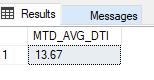 Results Messages
MTD_AVG_DTI
1 13.67